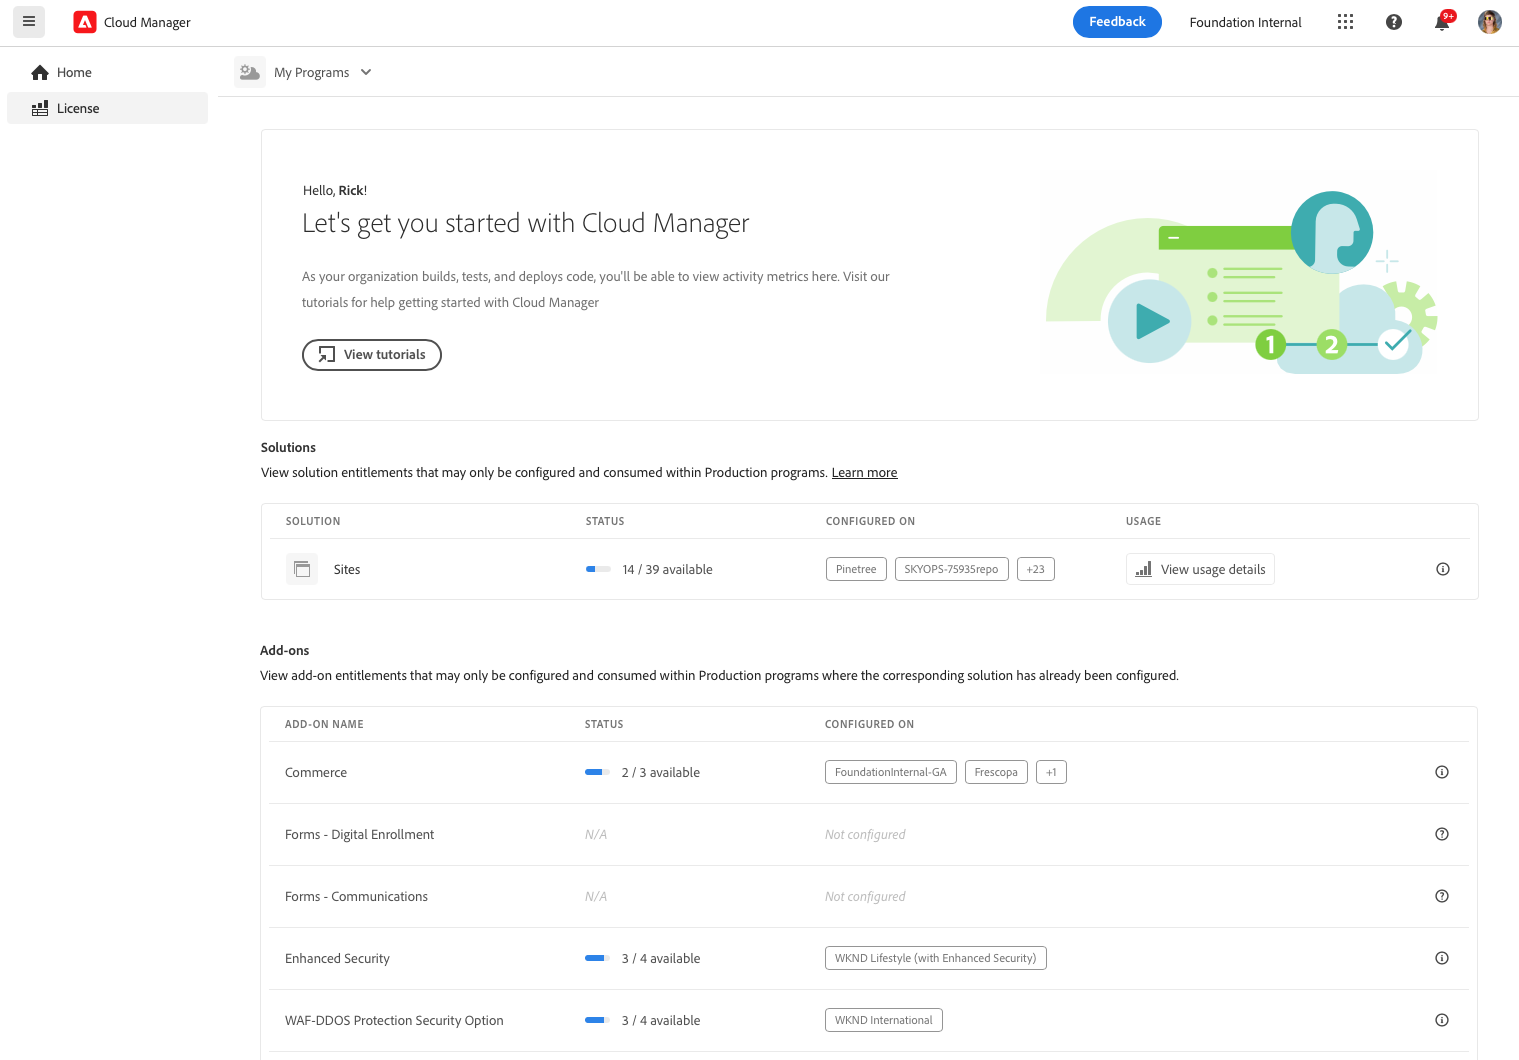 Cloud Manager
Feedback
Foundation Internal
9+
Home
License
My Programs
Hello, Rick!
Let's get you started with Cloud Manager
As your organization builds, tests, and deploys code, you'll be able to view activity metrics here. Visit our
tutorials for help getting started with Cloud Manager
View tutorials
1
2
Solutions
View solution entitlements that may only be configured and consumed within Production programs. Learn more
SOLUTION STATUS CONFIGURED ON USAGE
Sites 14 / 39 available Pinetree SKYOPS-75935repo +23 View usage details
Add-ons
View add-on entitlements that may only be configured and consumed within Production programs where the corresponding solution has already been configured.
ADD-ON NAME STATUS CONFIGURED ON
Commerce 2 / 3 available FoundationInternal-GA Frescopa +1
Forms - Digital Enrollment N/A Not configured
Forms - Communications N/A Not configured
Enhanced Security 3 / 4 available WKND Lifestyle (with Enhanced Security)
WAF-DDOS Protection Security Option 3 / 4 available WKND International